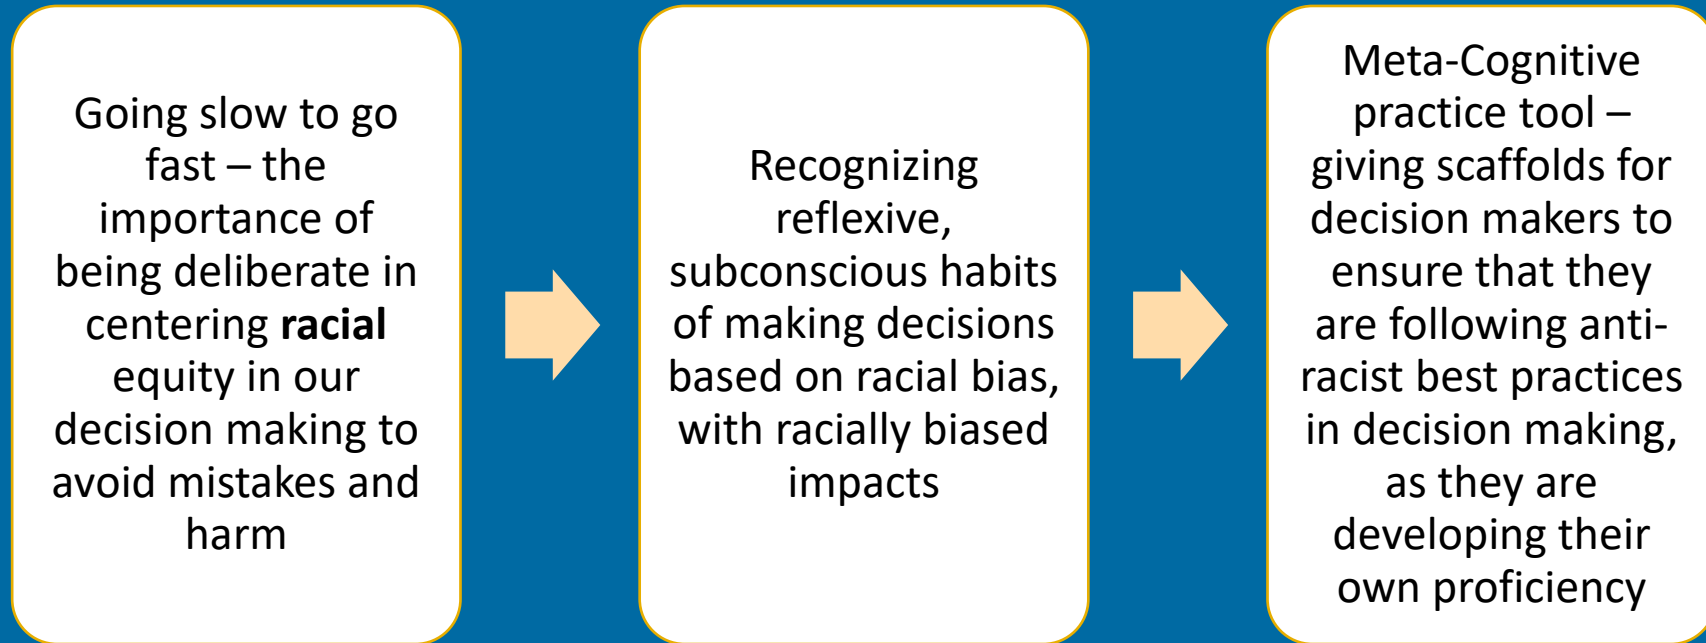 Going slow to go
fast – the
importance of
being deliberate in
centering racial
equity in our
decision making to
avoid mistakes and
harm
Recognizing
reflexive,
subconscious habits
of making decisions
based on racial bias,
with racially biased
impacts
Meta-Cognitive
practice tool –
giving scaffolds for
decision makers to
ensure that they
are following anti-
racist best practices
in decision making,
as they are
developing their
own proficiency